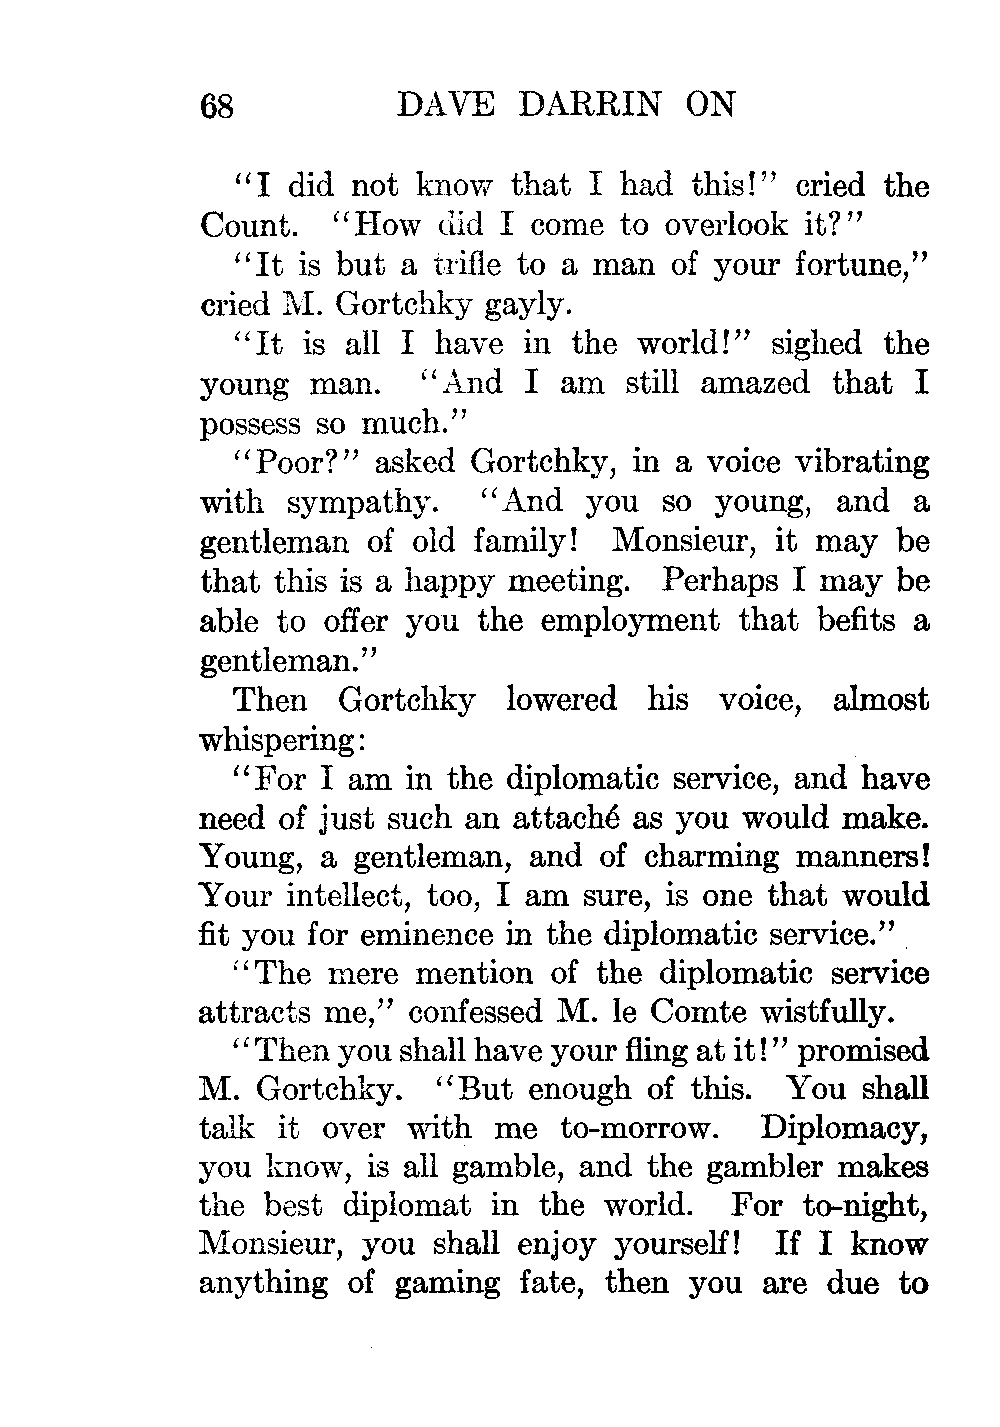 68 DAVE DARRIN ON
"I did not know that I had this!" cried the
Count. "How did I come to overlook it?"
"It is but a trifle to a man of your fortune,"
cried M. Gortchky gayly.
"It is all I have in the world!" sighed the
young man. "And I am still amazed that I
possess so much."
"Poor?" asked Gortchky, in a voice vibrating
with sympathy. "And you so young, and a
gentleman of old family! Monsieur, it may be
that this is a happy meeting. Perhaps I may be
able to offer you the employment that befits a
gentleman."
Then Gortchky lowered his voice, almost
whispering:
"For I am in the diplomatic service, and have
need of just such an attaché as you would make.
Young, a gentleman, and of charming manners!
Your intellect, too, I am sure, is one that would
fit you for eminence in the diplomatic service."
"The mere mention of the diplomatic service
attracts me," confessed M. le Comte wistfully.
"Then you shall have your fling at it!" promised
M. Gortchky. "But enough of this. You shall
talk it over with me to-morrow. Diplomacy,
you know, is all gamble, and the gambler makes
the best diplomat in the world. For to-night,
Monsieur, you shall enjoy yourself! If I know
anything of gaming fate, then you are due to